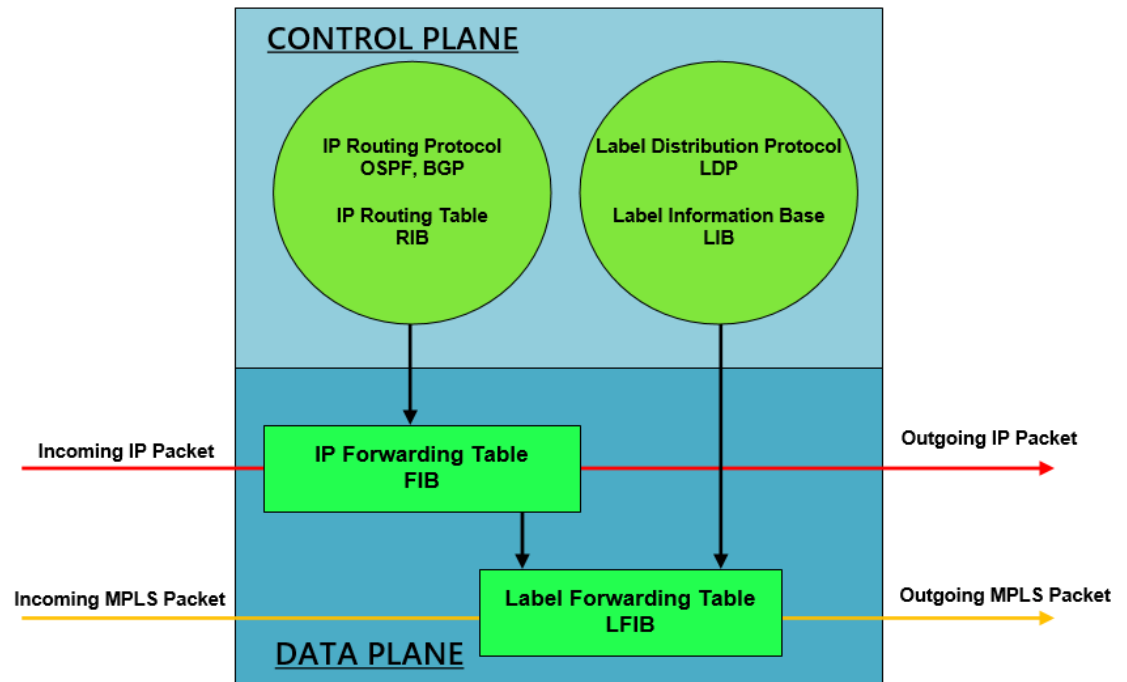 CONTROL PLANE
IP Routing Protocol
OSPF, BGP
IP Routing Table
RIB
Label Distribution Protocol
LDP
Label Information Base
LIB
Incoming IP Packet
IP Forwarding Table
FIB
Outgoing IP Packet
Incoming MPLS Packet
Label Forwarding Table
LFIB
Outgoing MPLS Packet
DATA PLANE